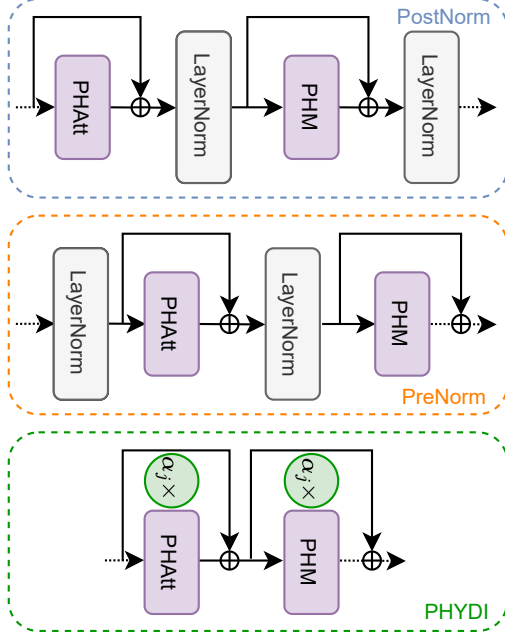 PostNorm
PHAtt
LayerNorm
PHM
LayerNorm
LayerNorm
PHAtt
LayerNorm
PHM
PreNorm
αj×
αj×
PHAtt
PHM
PHYDI